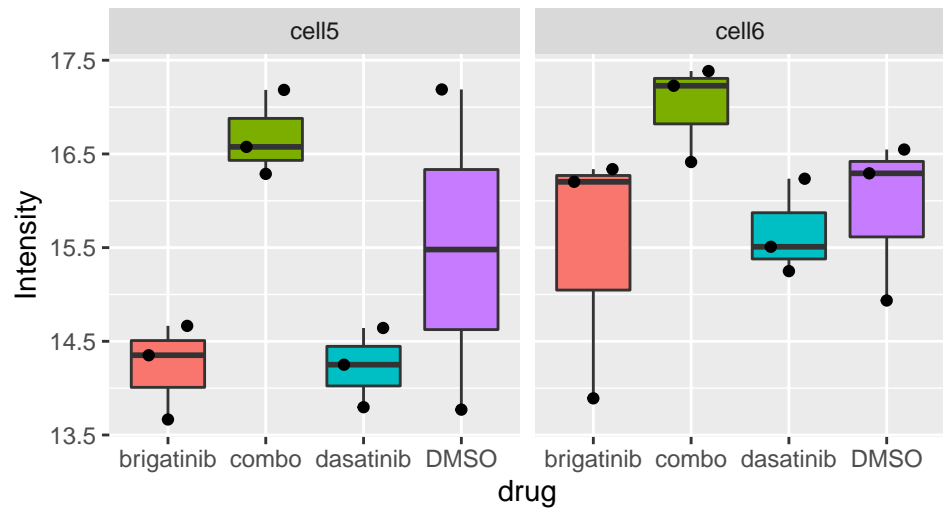 cell5 cell6
17.5
16.5
15.5
14.5
13.5
Intensity
brigatinib combo dasatinib DMSO brigatinib combo dasatinib DMSO
drug